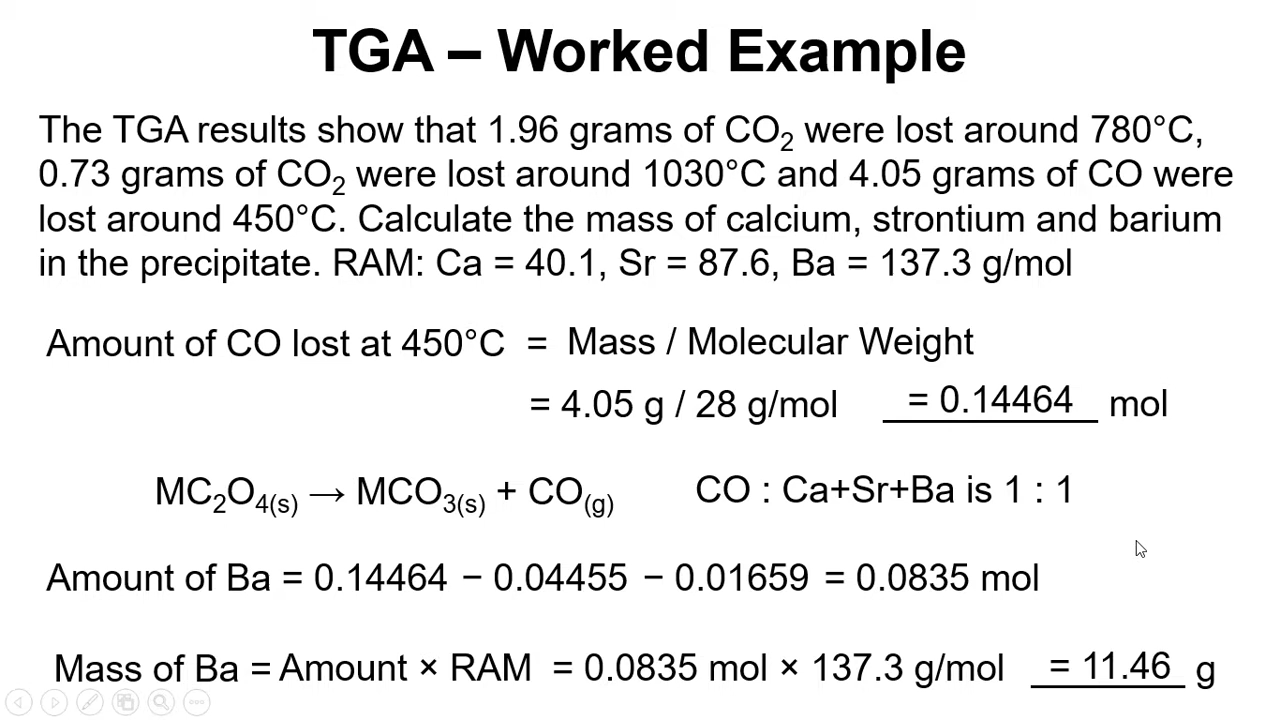 TGA – Worked Example
The TGA results show that 1.96 grams of CO₂ were lost around 780°C,
0.73 grams of CO₂ were lost around 1030°C and 4.05 grams of CO were
lost around 450°C. Calculate the mass of calcium, strontium and barium
in the precipitate. RAM: Ca = 40.1, Sr = 87.6, Ba = 137.3 g/mol
Amount of CO lost at 450°C = Mass / Molecular Weight
= 4.05 g / 28 g/mol = 0.14464 mol
MC₂O₄₍ₛ₎ → MCO₃₍ₛ₎ + CO₍g₎ CO : Ca+Sr+Ba is 1 : 1
Amount of Ba = 0.14464 − 0.04455 − 0.01659 = 0.0835 mol
Mass of Ba = Amount × RAM = 0.0835 mol × 137.3 g/mol = 11.46 g